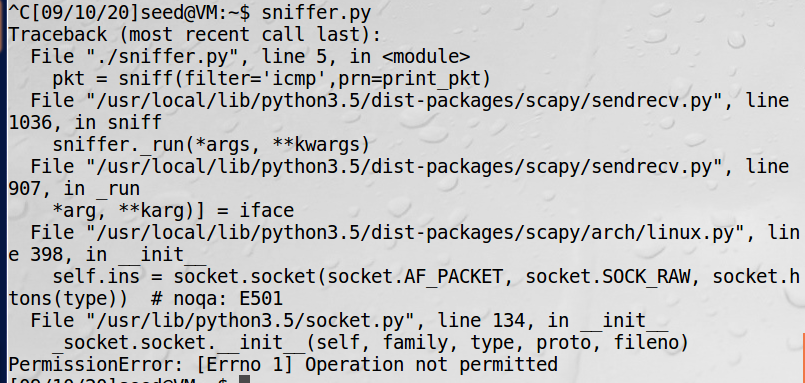 ^C[09/10/20]seed@VM:~$ sniffer.py
Traceback (most recent call last):
  File "./sniffer.py", line 5, in <module>
    pkt = sniff(filter='icmp',prn=print_pkt)
  File "/usr/local/lib/python3.5/dist-packages/scapy/sendrecv.py", line
1036, in sniff
    sniffer._run(*args, **kwargs)
  File "/usr/local/lib/python3.5/dist-packages/scapy/sendrecv.py", line
907, in _run
    *arg, **karg)] = iface
  File "/usr/local/lib/python3.5/dist-packages/scapy/arch/linux.py", lin
e 398, in __init__
    self.ins = socket.socket(socket.AF_PACKET, socket.SOCK_RAW, socket.h
tons(type))  # noqa: E501
  File "/usr/lib/python3.5/socket.py", line 134, in __init__
    _socket.socket.__init__(self, family, type, proto, fileno)
PermissionError: [Errno 1] Operation not permitted
[09/10/20]seed@VM:~$